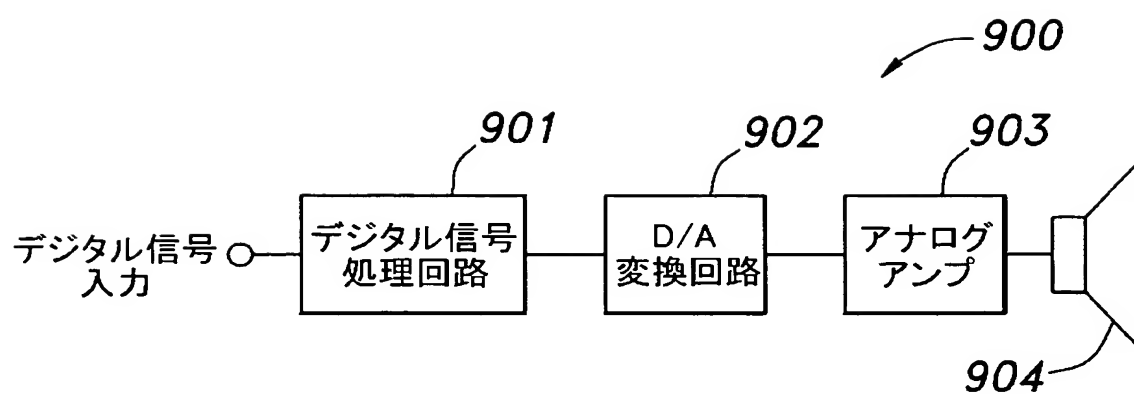 900
901
902
903
デジタル信号
入力
デジタル信号
処理回路
D/A
変換回路
アナログ
アンプ
904